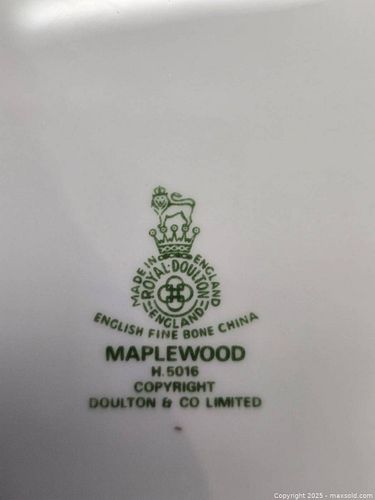 MADE IN ENGLAND
ROYAL·DOULTON
ENGLAND
ENGLISH FINE BONE CHINA
MAPLEWOOD
H.5016
COPYRIGHT
DOULTON & CO LIMITED
Copyright 2025 - maxsold.com